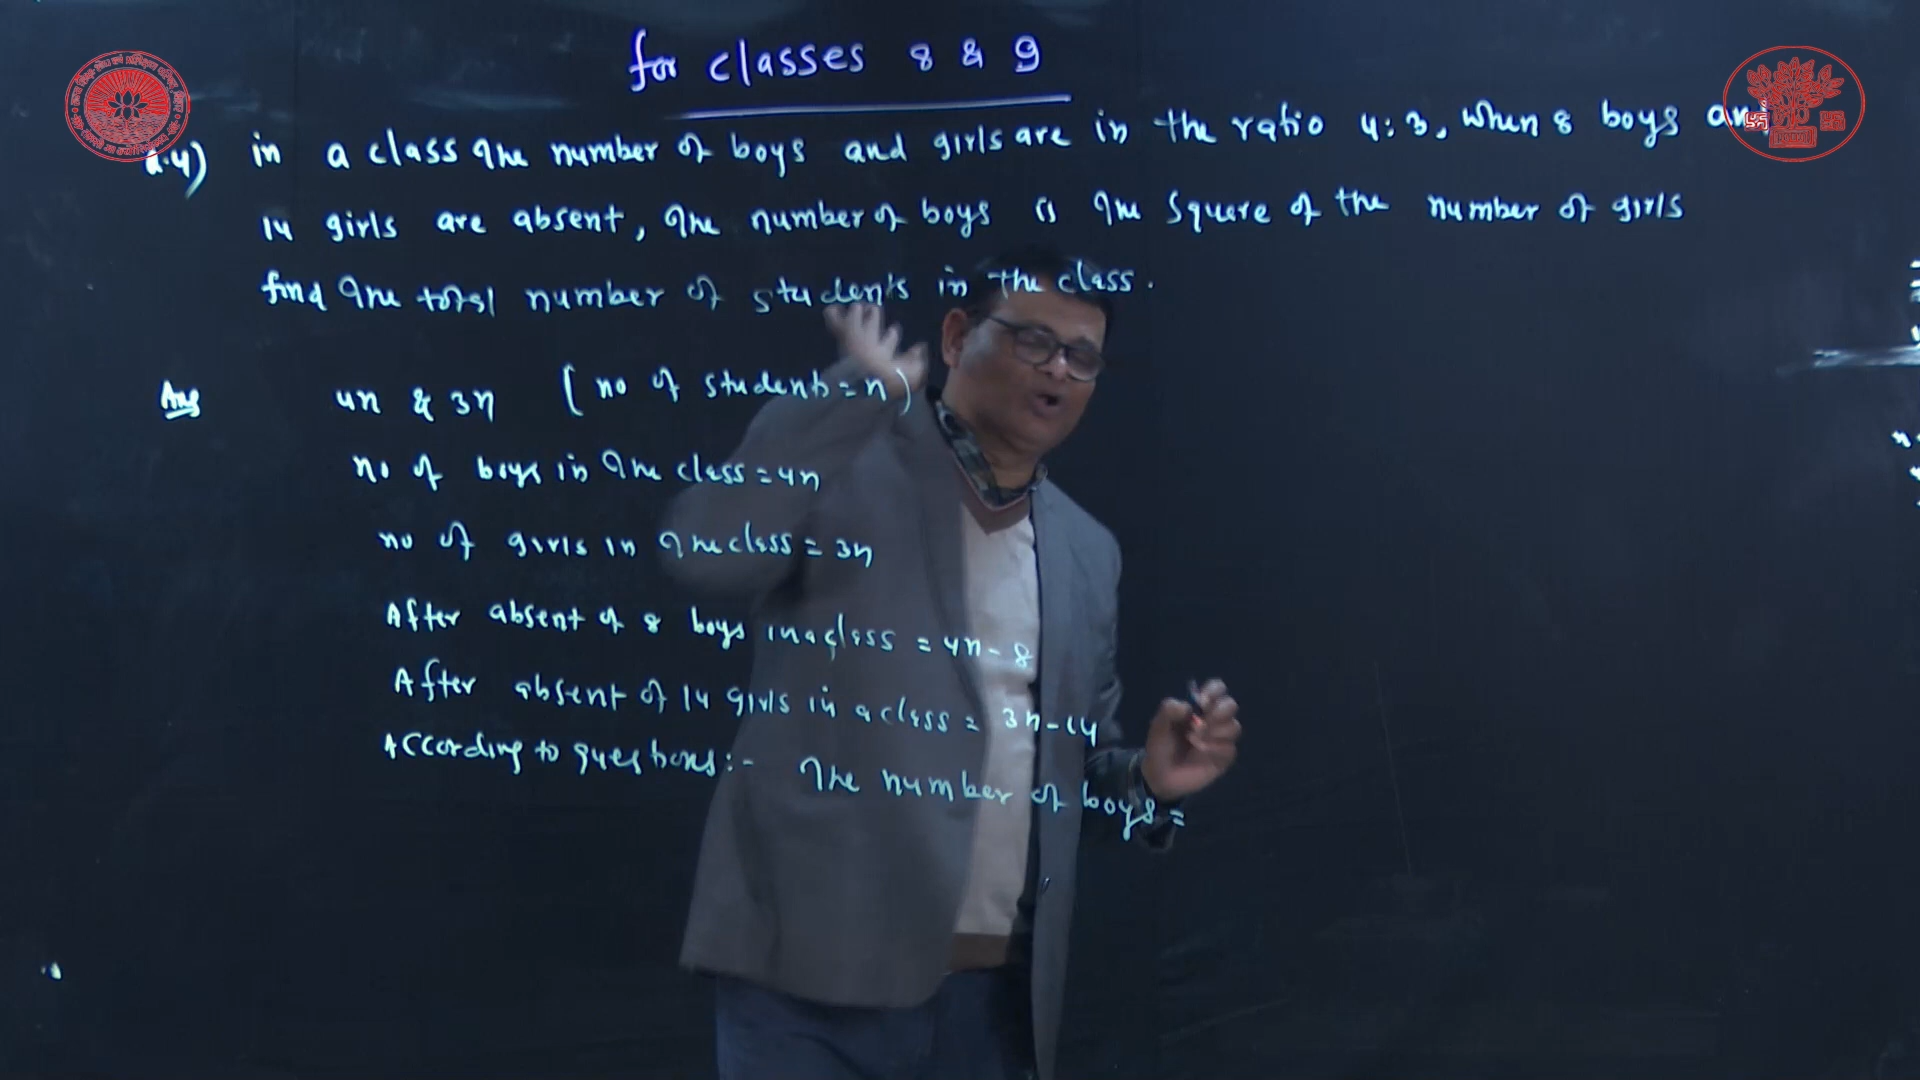 for classes 8 & 9
Q.4) in a class the number of boys and girls are in the ratio 4:3, when 8 boys and
14 girls are absent, the number of boys is the square of the number of girls
find the total number of students in the class.
Ans 4n & 3n (no of students = n)
no of boys in the class = 4n
no of girls in the class = 3n
After absent of 8 boys in a class = 4n - 8
After absent of 14 girls in a class = 3n - 14
According to questions:- The number of boys =